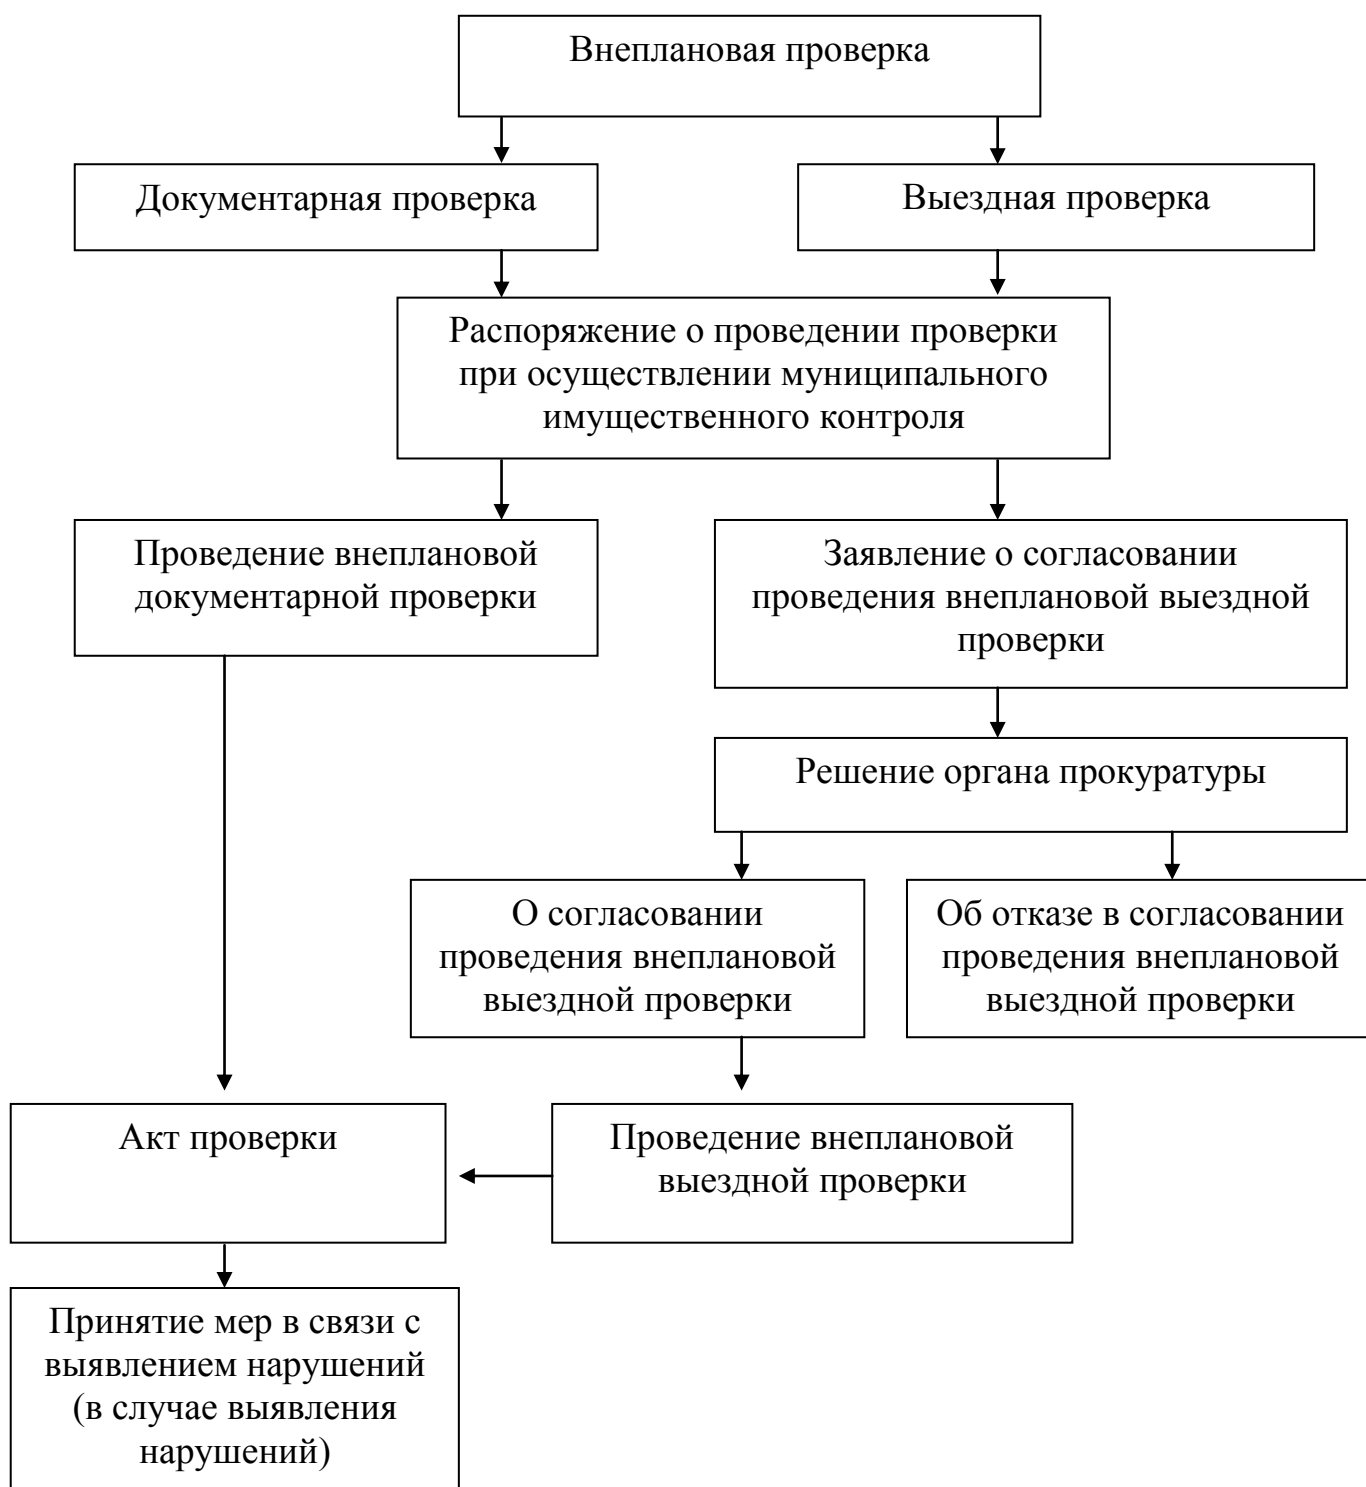 Внеплановая проверка
Документарная проверка
Выездная проверка
Распоряжение о проведении проверки
при осуществлении муниципального
имущественного контроля
Проведение внеплановой
документарной проверки
Заявление о согласовании
проведения внеплановой выездной
проверки
Решение органа прокуратуры
О согласовании
проведения внеплановой
выездной проверки
Об отказе в согласовании
проведения внеплановой
выездной проверки
Акт проверки
Проведение внеплановой
выездной проверки
Принятие мер в связи с
выявлением нарушений
(в случае выявления
нарушений)